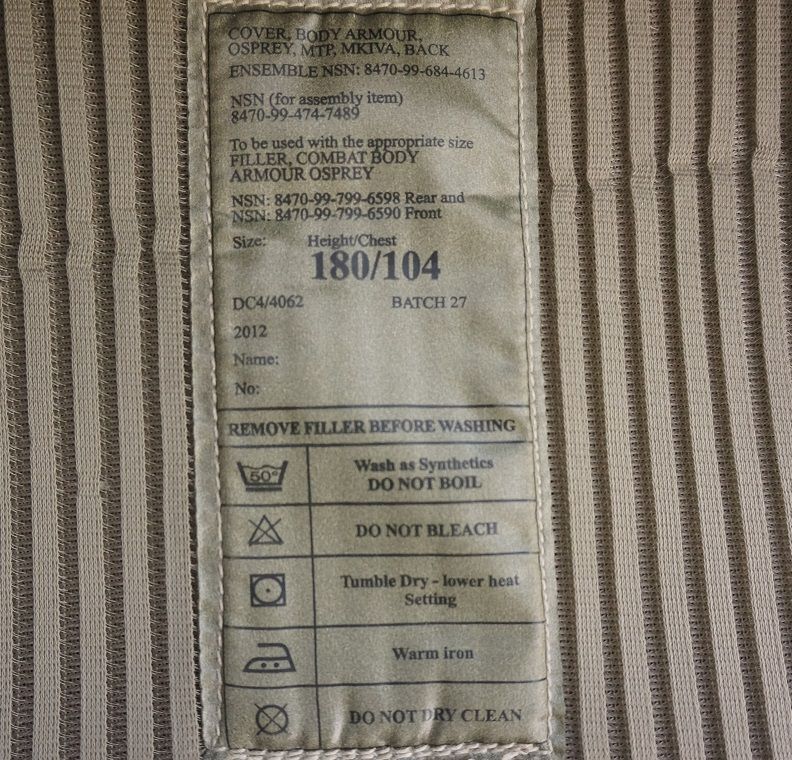 COVER, BODY ARMOUR,
OSPREY, MTP, MKIVA, BACK
ENSEMBLE NSN: 8470-99-684-4613
NSN (for assembly item)
8470-99-474-7489
To be used with the appropriate size
FILLER, COMBAT BODY
ARMOUR OSPREY
NSN: 8470-99-799-6598 Rear and
NSN: 8470-99-799-6590 Front
Size: Height/Chest
180/104
DC4/4062 BATCH 27
2012
Name:
No:
REMOVE FILLER BEFORE WASHING
50° Wash as Synthetics
DO NOT BOIL
DO NOT BLEACH
Tumble Dry - lower heat
Setting
Warm iron
DO NOT DRY CLEAN